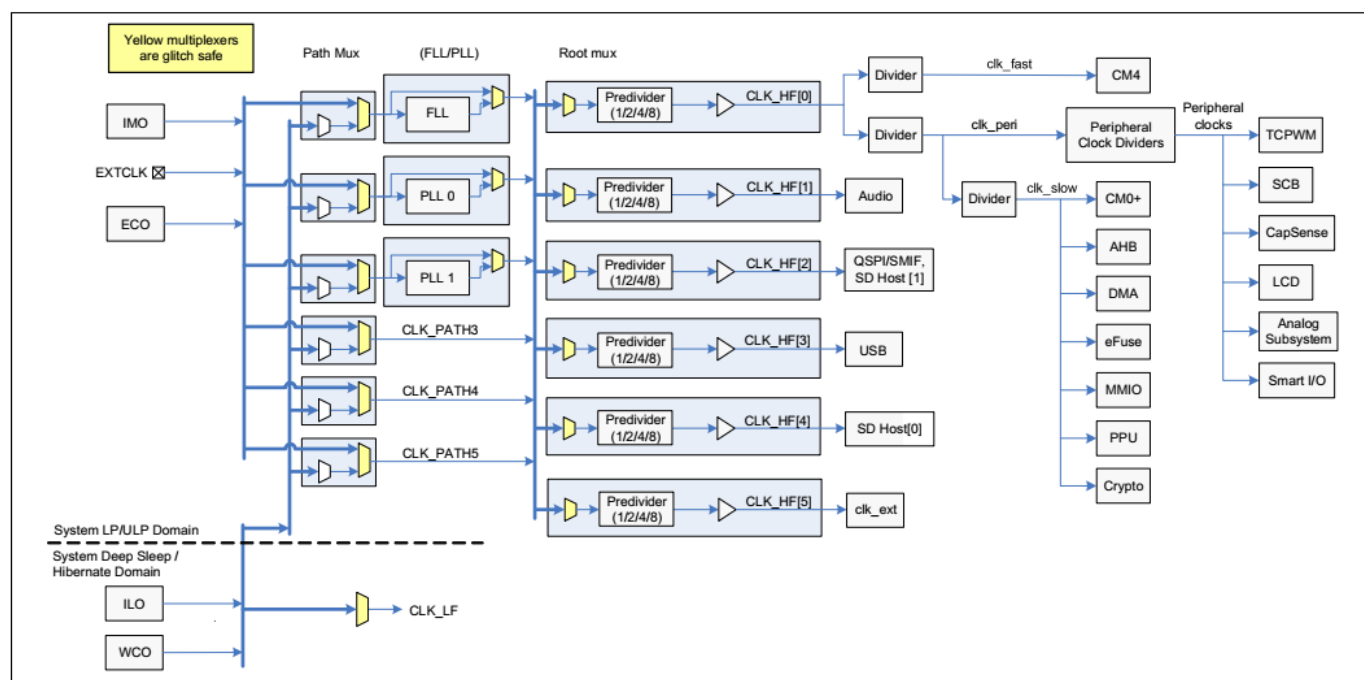 Yellow multiplexers
are glitch safe
Path Mux
(FLL/PLL)
Root mux
IMO
EXTCLK
ECO
FLL
PLL 0
PLL 1
CLK_PATH3
CLK_PATH4
CLK_PATH5
Predivider
(1/2/4/8)
CLK_HF[0]
Predivider
(1/2/4/8)
CLK_HF[1]
Audio
Predivider
(1/2/4/8)
CLK_HF[2]
QSPI/SMIF,
SD Host [1]
Predivider
(1/2/4/8)
CLK_HF[3]
USB
Predivider
(1/2/4/8)
CLK_HF[4]
SD Host[0]
Predivider
(1/2/4/8)
CLK_HF[5]
clk_ext
Divider
clk_fast
CM4
Divider
clk_peri
Peripheral
Clock Dividers
Peripheral
clocks
TCPWM
SCB
CapSense
LCD
Analog
Subsystem
Smart I/O
Divider
clk_slow
CM0+
AHB
DMA
eFuse
MMIO
PPU
Crypto
System LP/ULP Domain
System Deep Sleep /
Hibernate Domain
ILO
WCO
CLK_LF